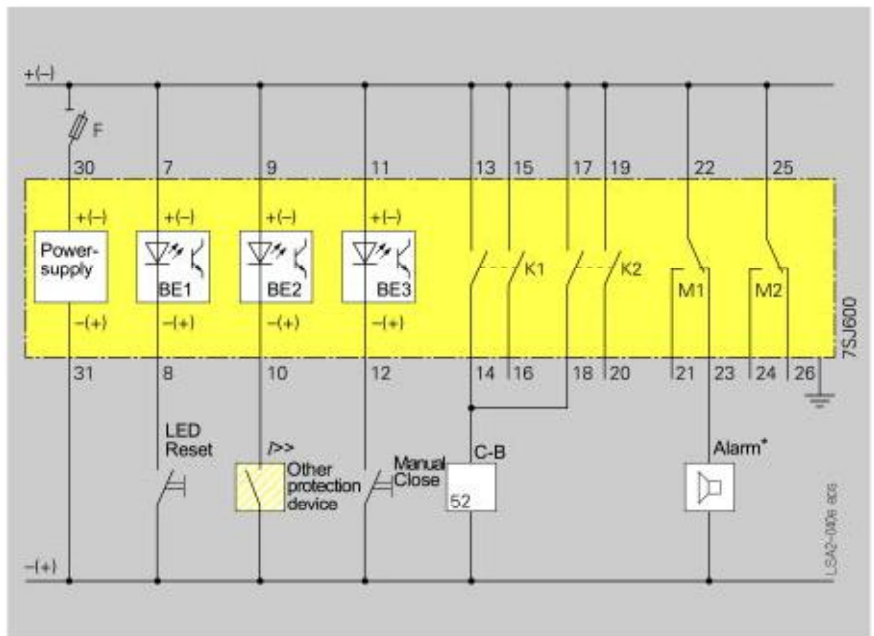 +(–)
F
30 7 9 11 13 15 17 19 22 25
+(–) +(–) +(–) +(–)
Power-
supply
BE1 BE2 BE3 K1 K2 M1 M2
–(+) –(+) –(+) –(+)
7SJ600
31 8 10 12 14 16 18 20 21 23 24 26
LED
Reset
I>>
Other
protection
device
Manual
Close
C-B
52
Alarm*
–(+)
LSA2-040e eps